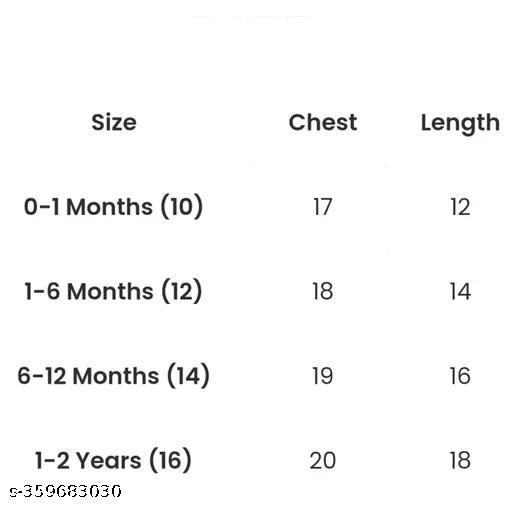 Size Chest Length
0-1 Months (10) 17 12
1-6 Months (12) 18 14
6-12 Months (14) 19 16
1-2 Years (16) 20 18
s-359683030